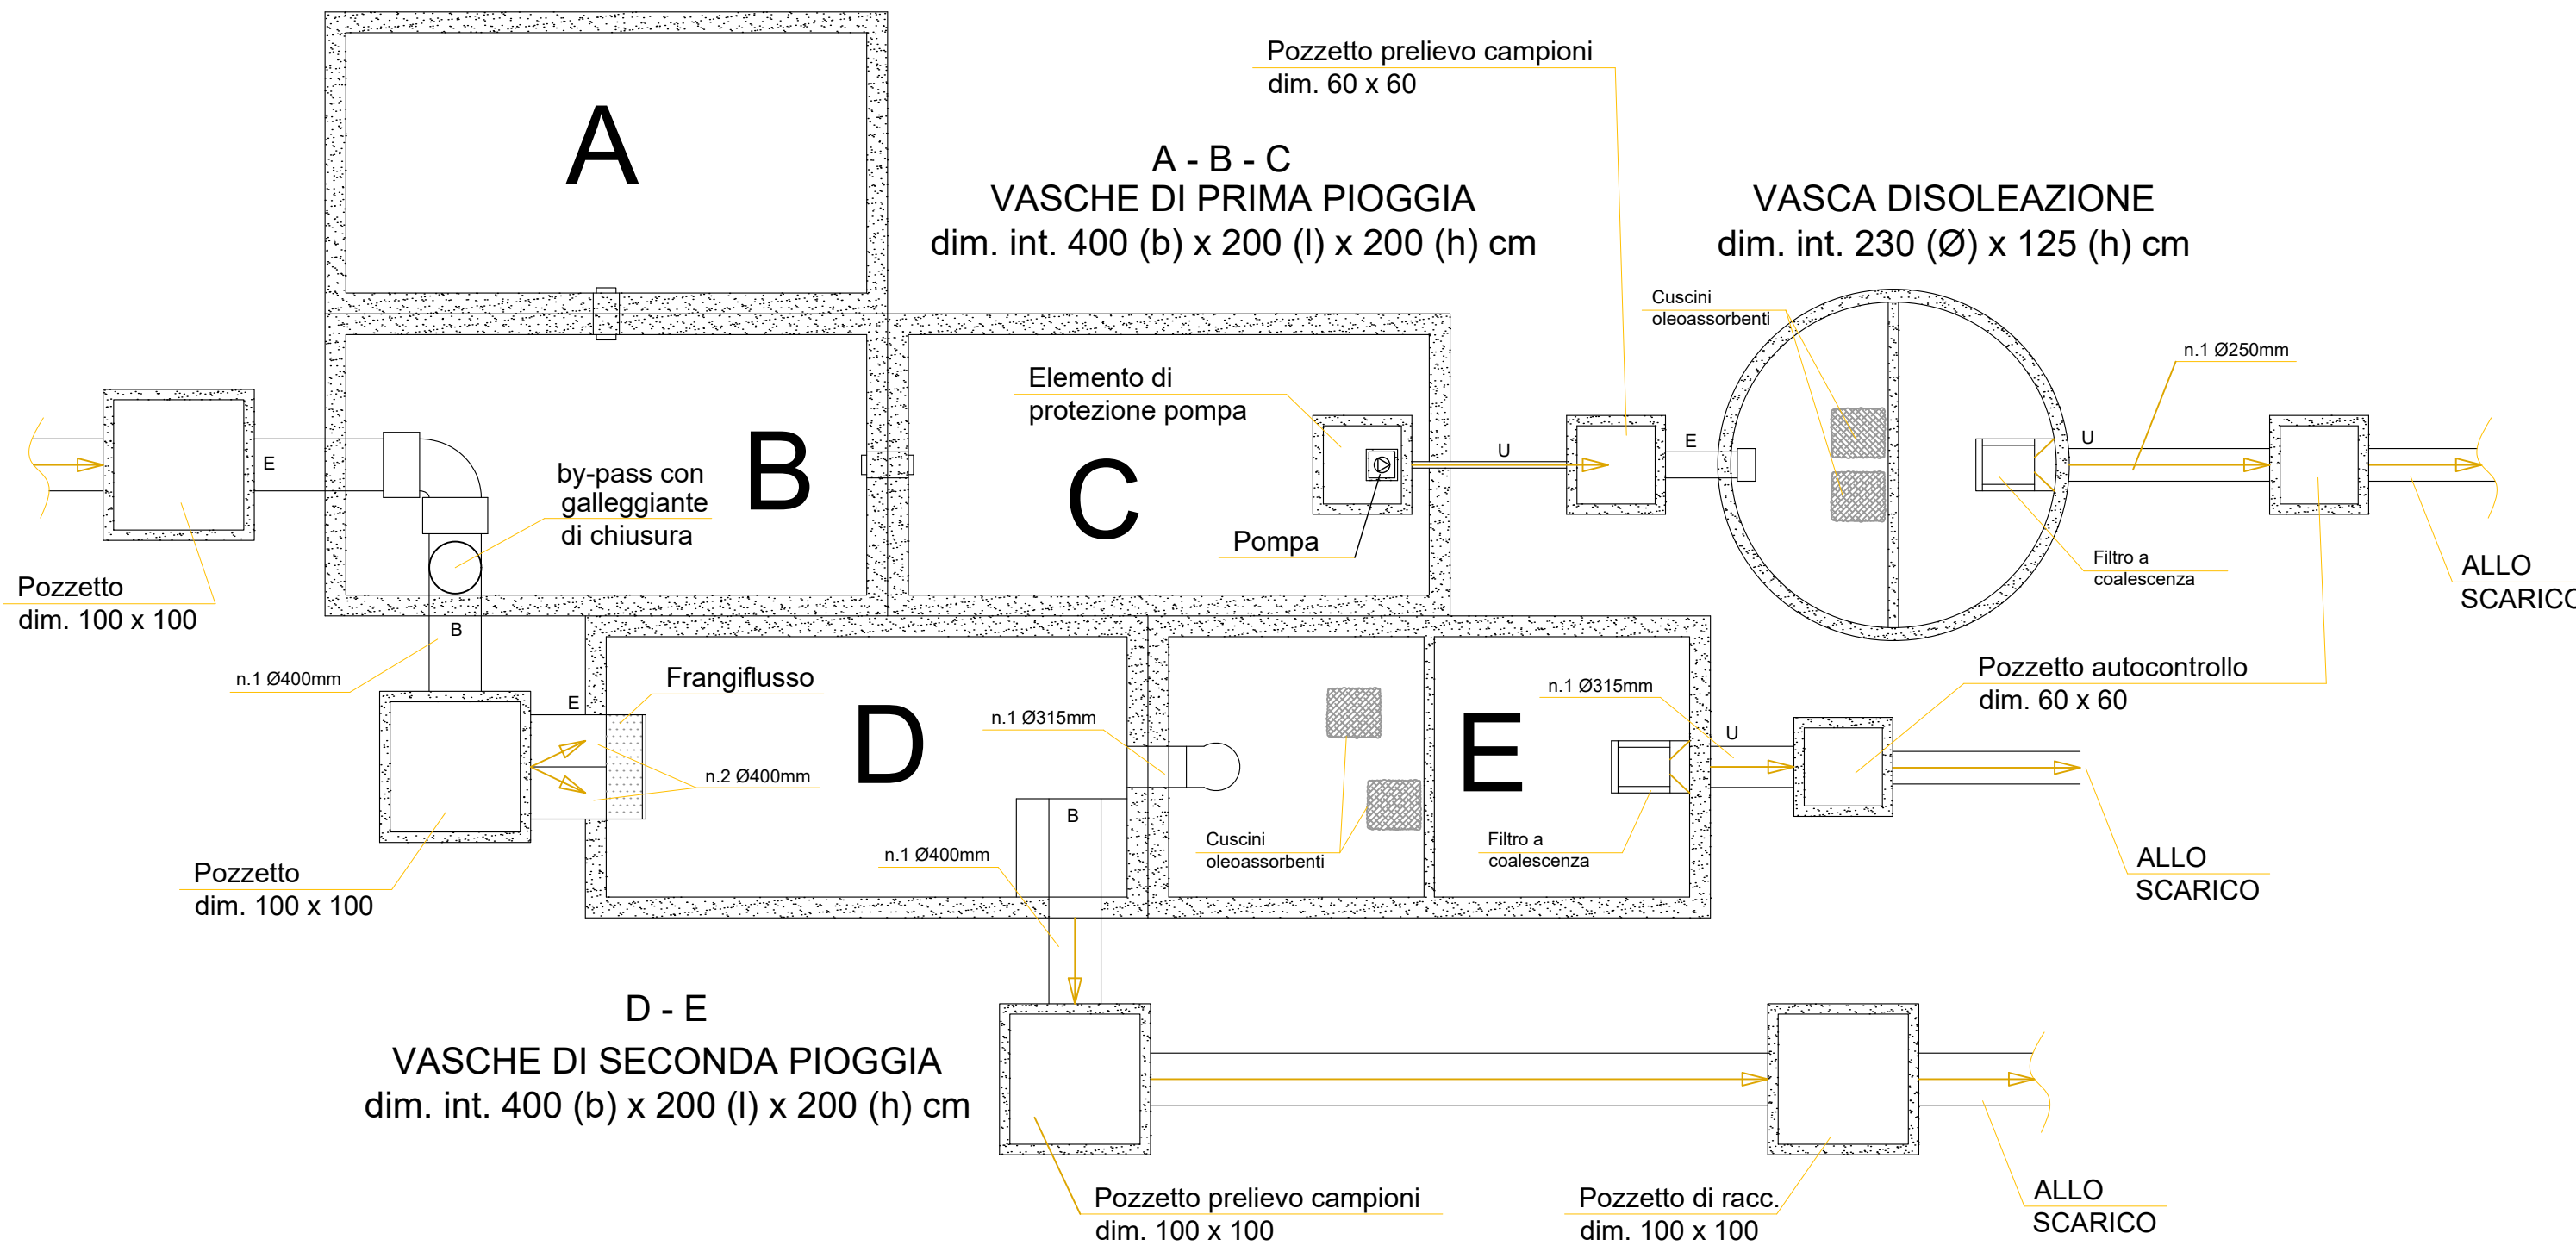 Pozzetto prelievo campioni
dim. 60 x 60
A
A - B - C
VASCHE DI PRIMA PIOGGIA
dim. int. 400 (b) x 200 (l) x 200 (h) cm
VASCA DISOLEAZIONE
dim. int. 230 (Ø) x 125 (h) cm
Cuscini
oleoassorbenti
n.1 Ø250mm
Elemento di
protezione pompa
B
C
E
U
E
U
by-pass con
galleggiante
di chiusura
Pompa
Filtro a
coalescenza
ALLO
SCARICO
Pozzetto
dim. 100 x 100
B
n.1 Ø400mm
Frangiflusso
E
D
n.1 Ø315mm
n.2 Ø400mm
E
n.1 Ø315mm
U
Pozzetto autocontrollo
dim. 60 x 60
B
n.1 Ø400mm
Cuscini
oleoassorbenti
Filtro a
coalescenza
ALLO
SCARICO
Pozzetto
dim. 100 x 100
D - E
VASCHE DI SECONDA PIOGGIA
dim. int. 400 (b) x 200 (l) x 200 (h) cm
Pozzetto prelievo campioni
dim. 100 x 100
Pozzetto di racc.
dim. 100 x 100
ALLO
SCARICO